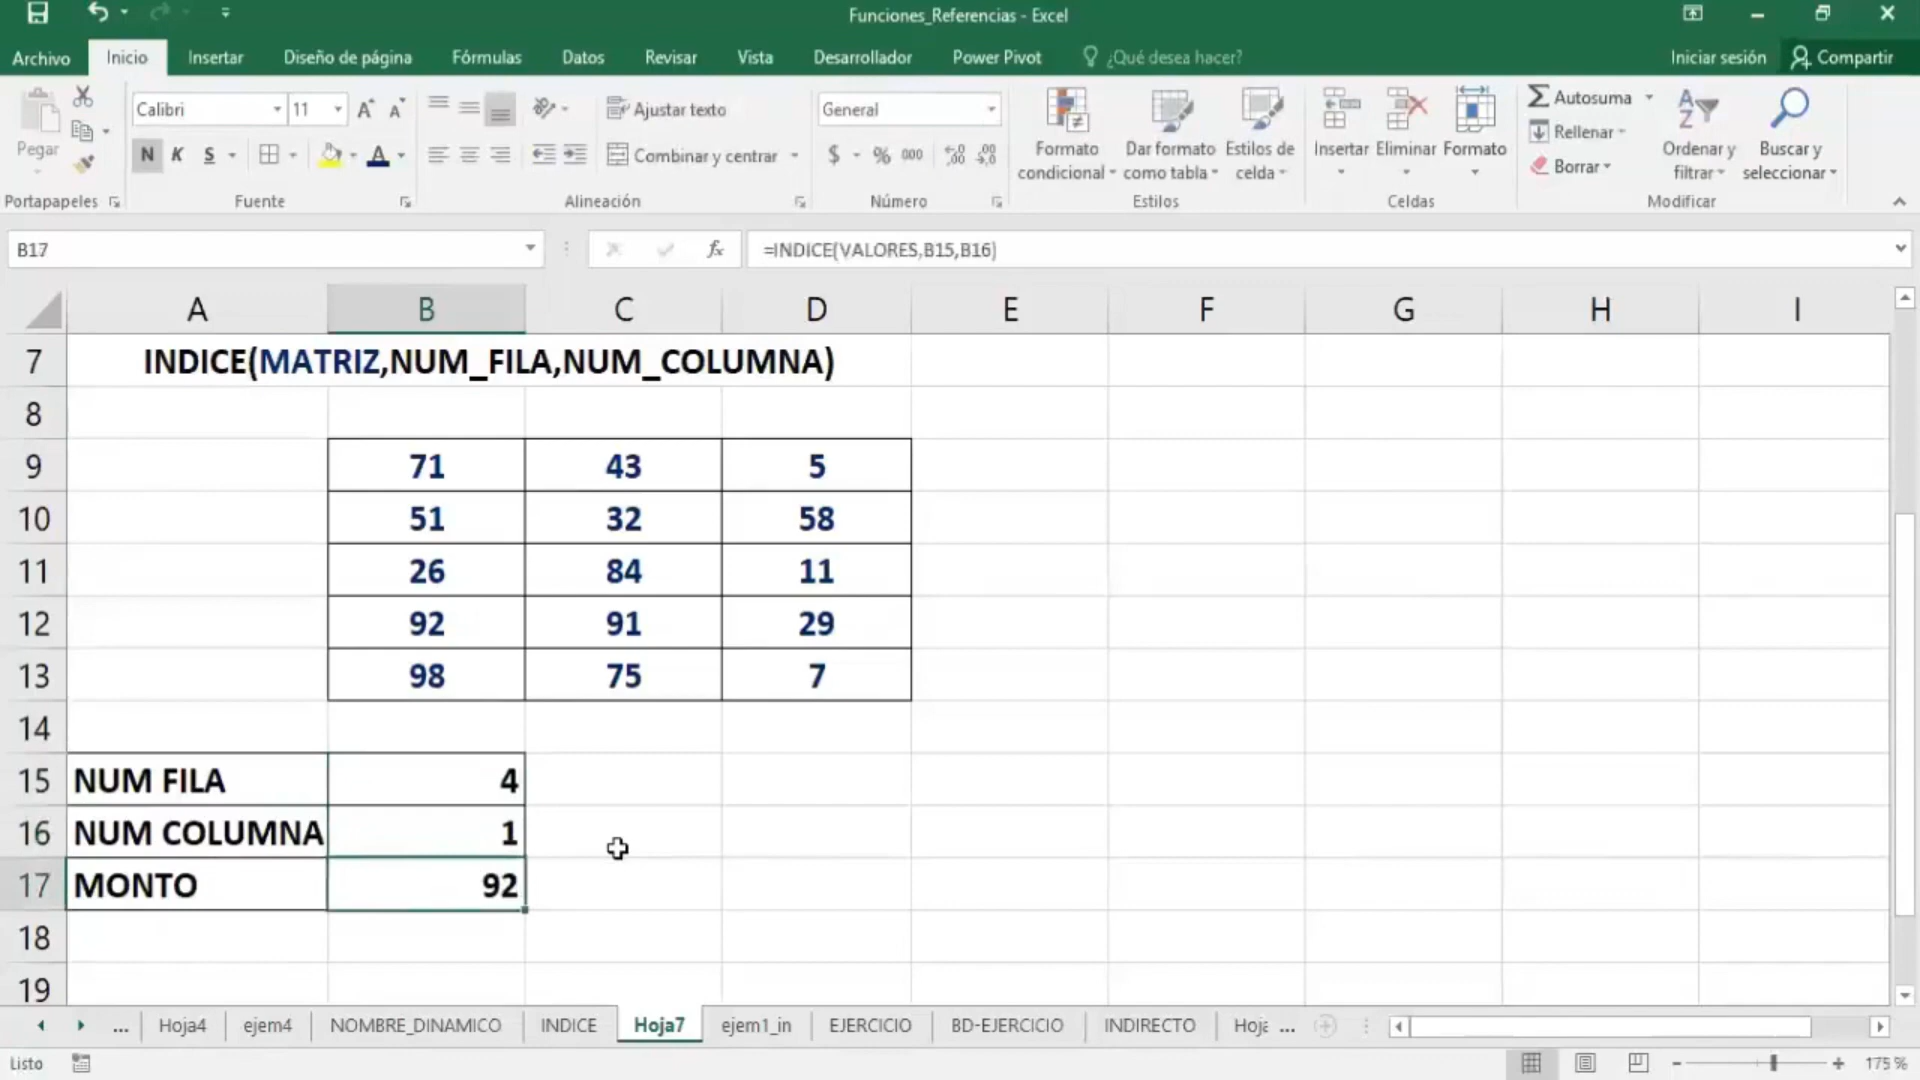 Funciones_Referencias - Excel
Archivo Inicio Insertar Diseño de página Fórmulas Datos Revisar Vista Desarrollador Power Pivot ¿Qué desea hacer? Iniciar sesión Compartir
Pegar
Portapapeles
Calibri 11
N K S
Fuente
Ajustar texto
Combinar y centrar
Alineación
General
$ % 000
Número
Formato condicional
Dar formato como tabla
Estilos de celda
Estilos
Insertar Eliminar Formato
Celdas
Autosuma
Rellenar
Borrar
Ordenar y filtrar
Buscar y seleccionar
Modificar
B17 fx =INDICE(VALORES,B15,B16)
A B C D E F G H I
7 INDICE(MATRIZ,NUM_FILA,NUM_COLUMNA)
8
9 71 43 5
10 51 32 58
11 26 84 11
12 92 91 29
13 98 75 7
14
15 NUM FILA 4
16 NUM COLUMNA 1
17 MONTO 92
18
19
... Hoja4 ejem4 NOMBRE_DINAMICO INDICE Hoja7 ejem1_in EJERCICIO BD-EJERCICIO INDIRECTO Hoja ...
Listo 175 %